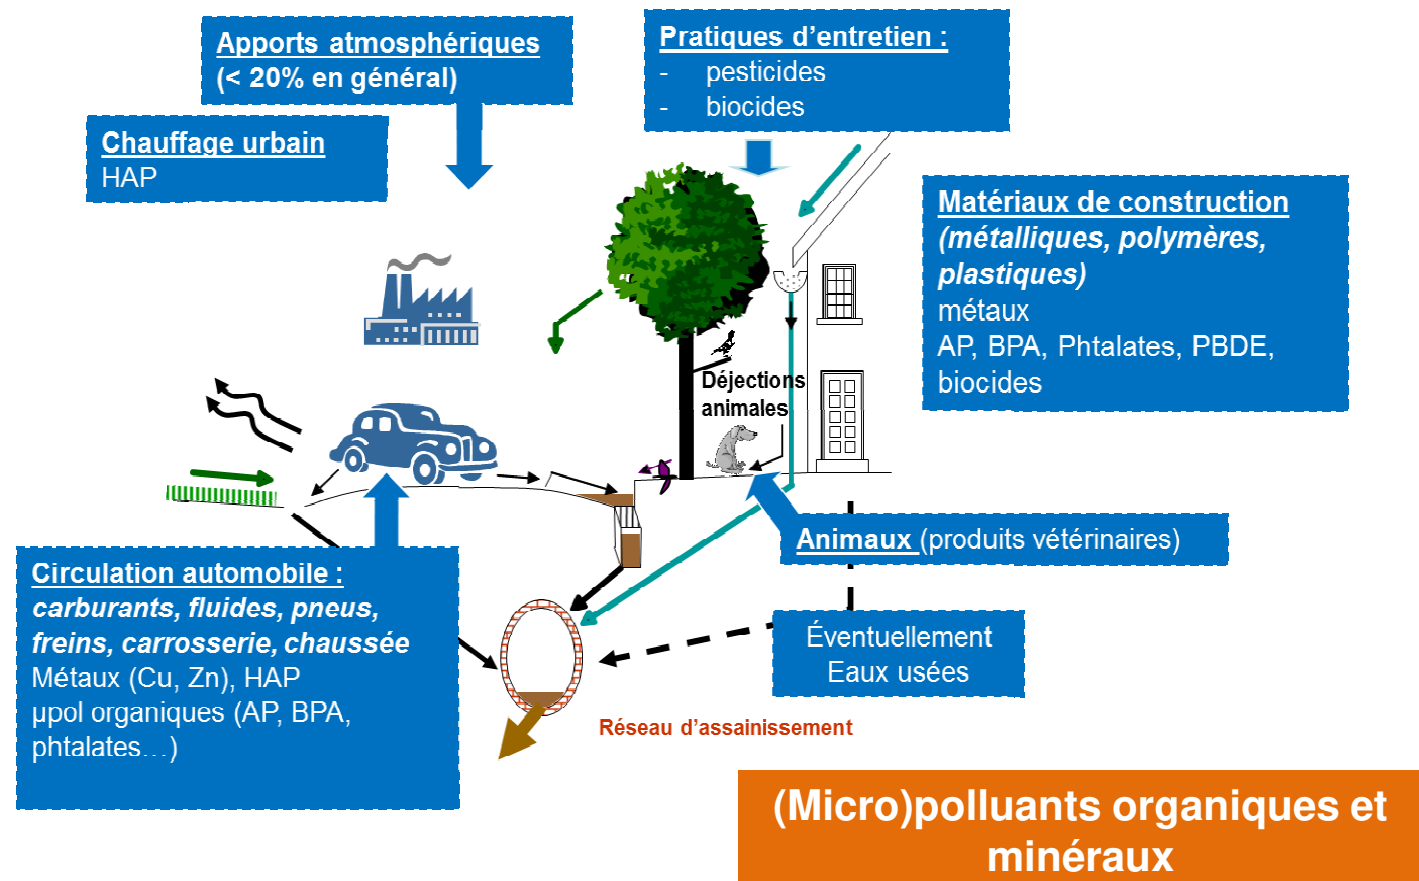 Apports atmosphériques
(< 20% en général)
Pratiques d’entretien :
- pesticides
- biocides
Chauffage urbain
HAP
Matériaux de construction
(métalliques, polymères,
plastiques)
métaux
AP, BPA, Phtalates, PBDE,
biocides
Déjections
animales
Animaux (produits vétérinaires)
Circulation automobile :
carburants, fluides, pneus,
freins, carrosserie, chaussée
Métaux (Cu, Zn), HAP
µpol organiques (AP, BPA,
phtalates…)
Éventuellement
Eaux usées
Réseau d’assainissement
(Micro)polluants organiques et
minéraux